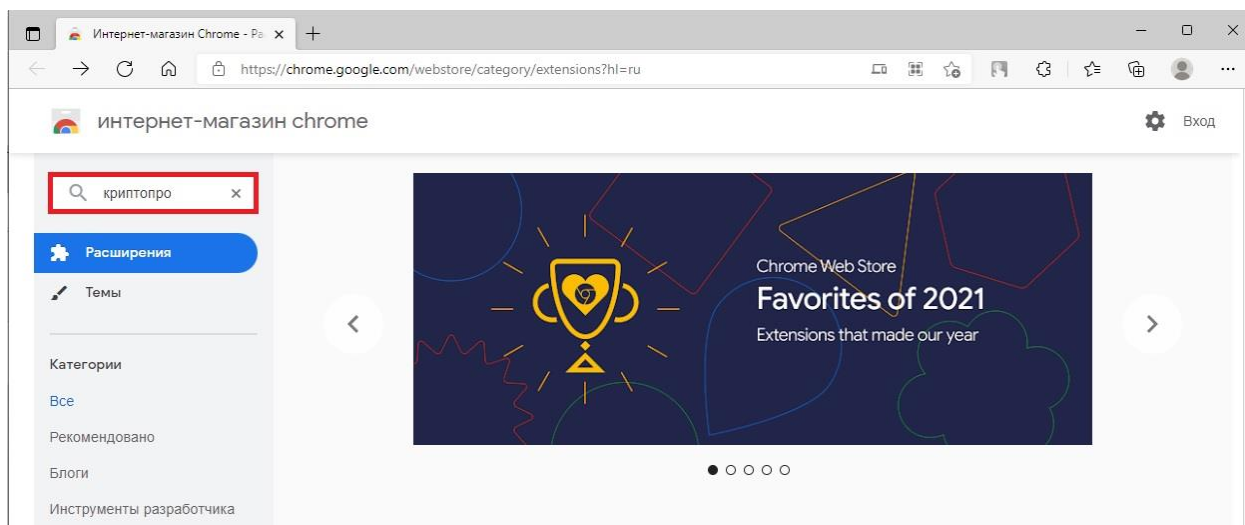 Интернет-магазин Chrome - Ра
https://chrome.google.com/webstore/category/extensions?hl=ru
интернет-магазин chrome
Вход
криптопро
Расширения
Темы
Категории
Все
Рекомендовано
Блоги
Инструменты разработчика
Chrome Web Store
Favorites of 2021
Extensions that made our year